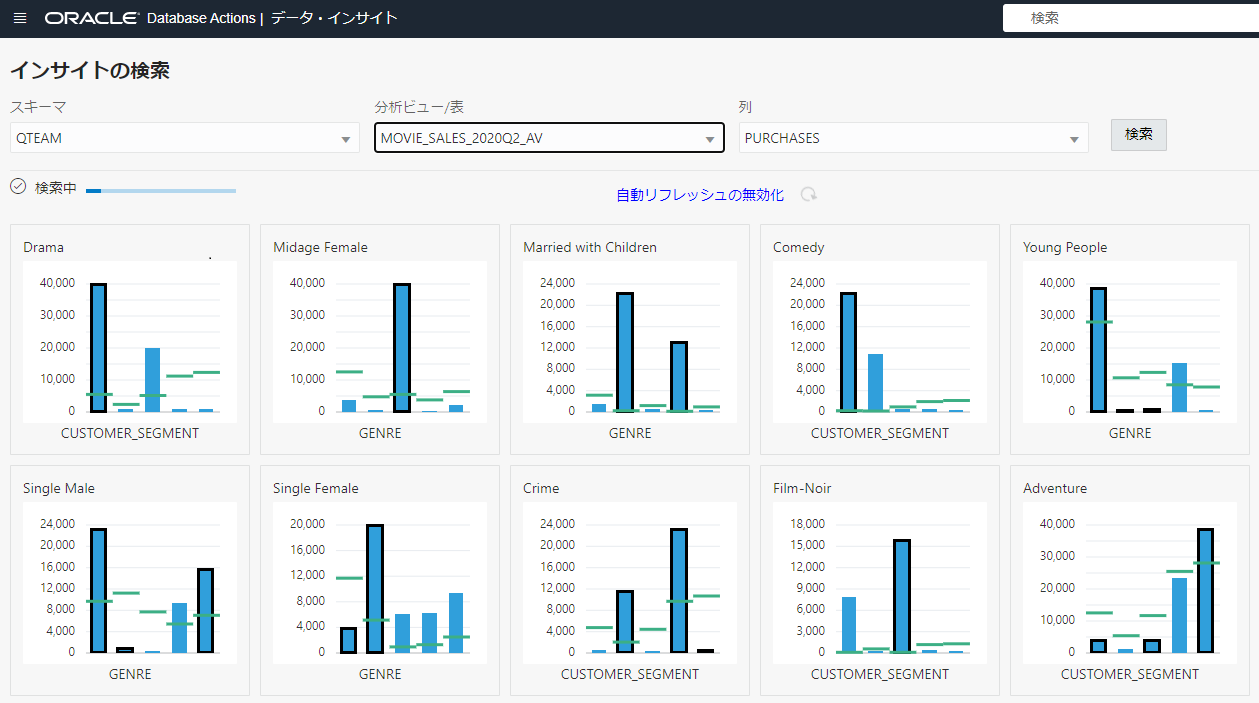 ORACLE Database Actions | データ・インサイト
検索
インサイトの検索
スキーマ
分析ビュー/表
列
QTEAM
MOVIE_SALES_2020Q2_AV
PURCHASES
検索
検索中
自動リフレッシュの無効化
Drama
40,000
30,000
20,000
10,000
0
CUSTOMER_SEGMENT
Midage Female
40,000
30,000
20,000
10,000
0
GENRE
Married with Children
24,000
20,000
16,000
12,000
8,000
4,000
0
GENRE
Comedy
24,000
20,000
16,000
12,000
8,000
4,000
0
CUSTOMER_SEGMENT
Young People
40,000
30,000
20,000
10,000
0
GENRE
Single Male
24,000
20,000
16,000
12,000
8,000
4,000
0
GENRE
Single Female
20,000
16,000
12,000
8,000
4,000
0
GENRE
Crime
24,000
20,000
16,000
12,000
8,000
4,000
0
CUSTOMER_SEGMENT
Film-Noir
18,000
15,000
12,000
9,000
6,000
3,000
0
CUSTOMER_SEGMENT
Adventure
40,000
30,000
20,000
10,000
0
CUSTOMER_SEGMENT